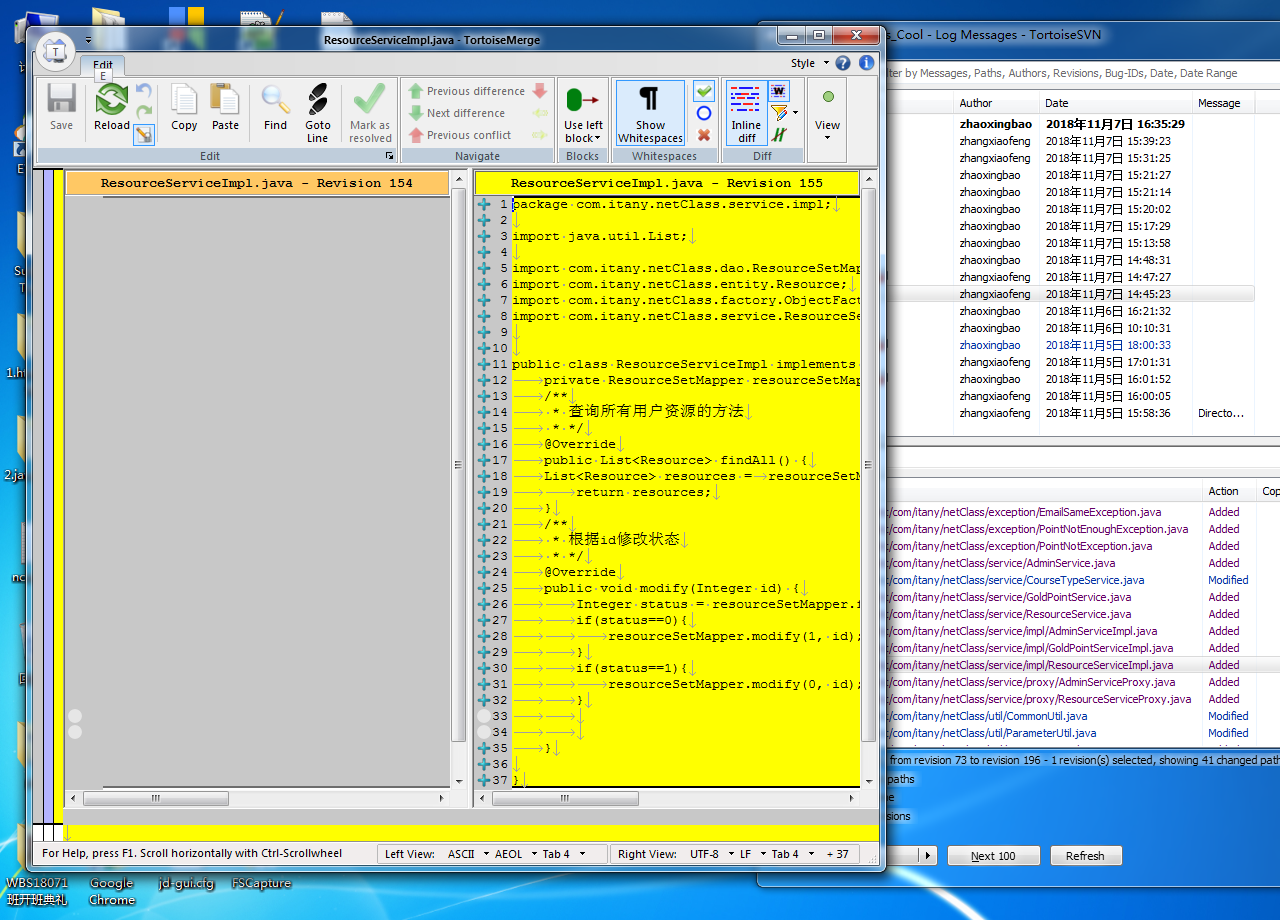 ResourceServiceImpl.java - TortoiseMerge
T
Edit
E
Style
Save
Reload
Copy
Paste
Find
Goto Line
Mark as resolved
Previous difference
Next difference
Previous conflict
Use left block
Show Whitespaces
Inline diff
View
Edit
Navigate
Blocks
Whitespaces
Diff
ResourceServiceImpl.java - Revision 154
ResourceServiceImpl.java - Revision 155
1 package com.itany.netClass.service.impl;
2
3 import java.util.List;
4
5 import com.itany.netClass.dao.ResourceSetMap
6 import com.itany.netClass.entity.Resource;
7 import com.itany.netClass.factory.ObjectFact
8 import com.itany.netClass.service.ResourceSe
9
10
11 public class ResourceServiceImpl implements
12 private ResourceSetMapper resourceSetMap
13 /**
14 * 查询所有用户资源的方法
15 * */
16 @Override
17 public List<Resource> findAll() {
18 List<Resource> resources = resourceSetM
19 return resources;
20 }
21 /**
22 * 根据id修改状态
23 * */
24 @Override
25 public void modify(Integer id) {
26 Integer status = resourceSetMapper.f
27 if(status==0){
28 resourceSetMapper.modify(1, id);
29 }
30 if(status==1){
31 resourceSetMapper.modify(0, id);
32 }
33
34
35 }
36
37 }
For Help, press F1. Scroll horizontally with Ctrl-Scrollwheel
Left View: ASCII AEOL Tab 4
Right View: UTF-8 LF Tab 4 + 37
s_Cool - Log Messages - TortoiseSVN
ter by Messages, Paths, Authors, Revisions, Bug-IDs, Date, Date Range
Author Date Message
zhaoxingbao 2018年11月7日 16:35:29
zhangxiaofeng 2018年11月7日 15:39:23
zhangxiaofeng 2018年11月7日 15:31:25
zhaoxingbao 2018年11月7日 15:21:27
zhaoxingbao 2018年11月7日 15:21:14
zhaoxingbao 2018年11月7日 15:20:02
zhaoxingbao 2018年11月7日 15:17:29
zhaoxingbao 2018年11月7日 15:13:58
zhaoxingbao 2018年11月7日 14:48:31
zhangxiaofeng 2018年11月7日 14:47:27
zhangxiaofeng 2018年11月7日 14:45:23
zhaoxingbao 2018年11月6日 16:21:32
zhaoxingbao 2018年11月6日 10:10:31
zhaoxingbao 2018年11月5日 18:00:33
zhangxiaofeng 2018年11月5日 17:01:31
zhaoxingbao 2018年11月5日 16:01:52
zhangxiaofeng 2018年11月5日 16:00:05
zhangxiaofeng 2018年11月5日 15:58:36 Directo...
Action Cop
/com/itany/netClass/exception/EmailSameException.java Added
/com/itany/netClass/exception/PointNotEnoughException.java Added
/com/itany/netClass/exception/PointNotException.java Added
/com/itany/netClass/service/AdminService.java Added
/com/itany/netClass/service/CourseTypeService.java Modified
/com/itany/netClass/service/GoldPointService.java Added
/com/itany/netClass/service/ResourceService.java Added
/com/itany/netClass/service/impl/AdminServiceImpl.java Added
/com/itany/netClass/service/impl/GoldPointServiceImpl.java Added
/com/itany/netClass/service/impl/ResourceServiceImpl.java Added
/com/itany/netClass/service/proxy/AdminServiceProxy.java Added
/com/itany/netClass/service/proxy/ResourceServiceProxy.java Added
/com/itany/netClass/util/CommonUtil.java Modified
/com/itany/netClass/util/ParameterUtil.java Modified
from revision 73 to revision 196 - 1 revision(s) selected, showing 41 changed path
paths
ne
sions
Next 100
Refresh
E
Su
T
1.ht
2.ja
nc
WBS18071
班开班典礼
Google
Chrome
jd-gui.cfg
FSCapture